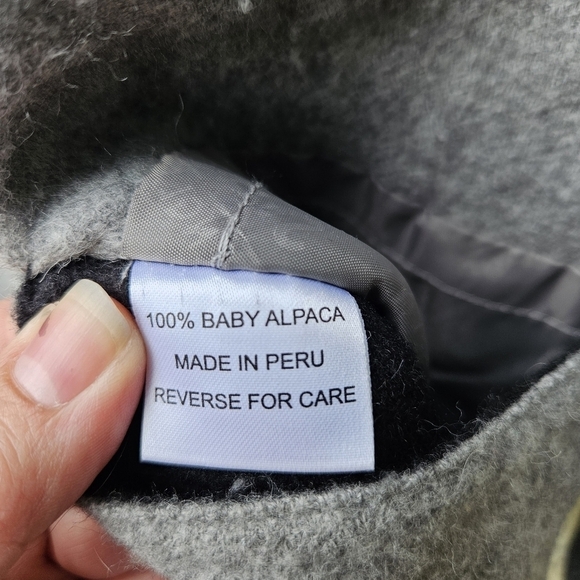 100% BABY ALPACA
MADE IN PERU
REVERSE FOR CARE